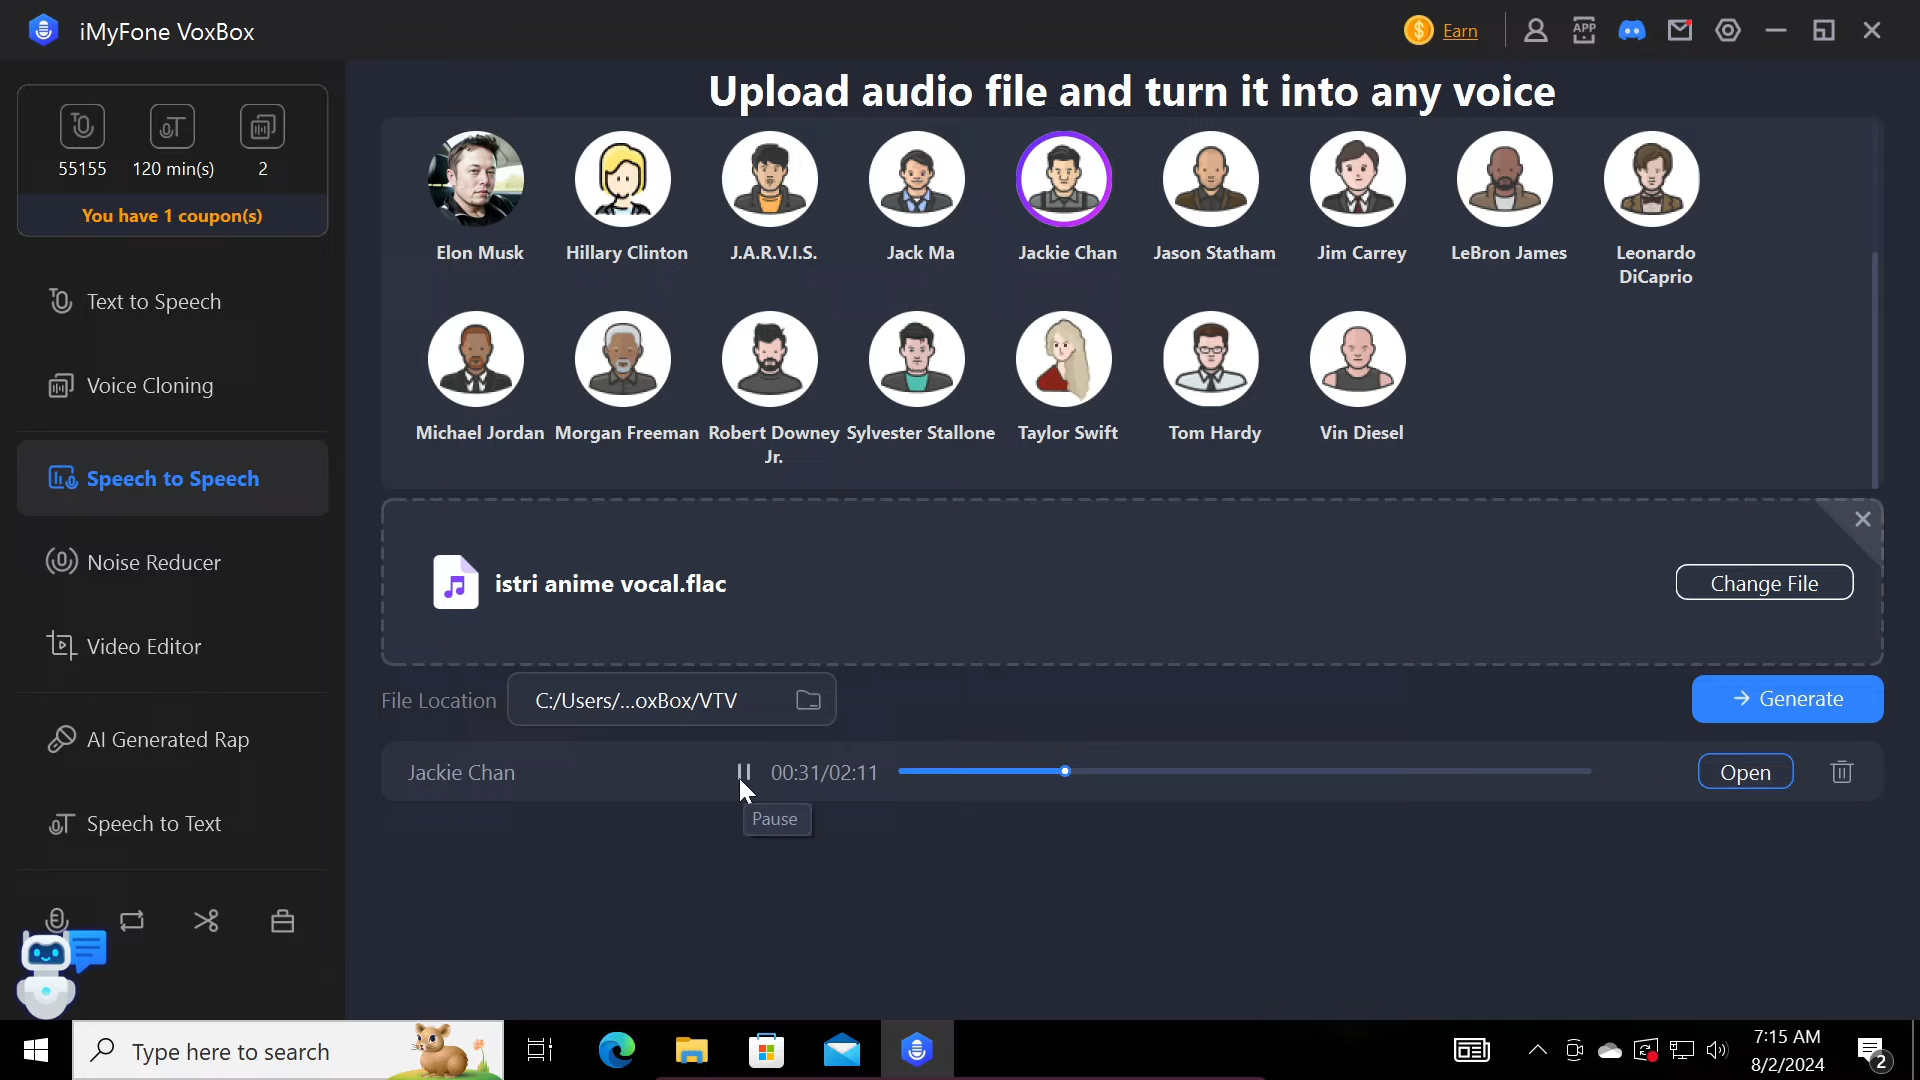 iMyFone VoxBox
Earn
APP
55155
120 min(s)
2
You have 1 coupon(s)
Text to Speech
Voice Cloning
Speech to Speech
Noise Reducer
Video Editor
AI Generated Rap
Speech to Text
Upload audio file and turn it into any voice
Elon Musk
Hillary Clinton
J.A.R.V.I.S.
Jack Ma
Jackie Chan
Jason Statham
Jim Carrey
LeBron James
Leonardo
DiCaprio
Michael Jordan
Morgan Freeman
Robert Downey
Jr.
Sylvester Stallone
Taylor Swift
Tom Hardy
Vin Diesel
istri anime vocal.flac
Change File
File Location
C:/Users/...oxBox/VTV
Generate
Jackie Chan
00:31/02:11
Open
Pause
Type here to search
7:15 AM
8/2/2024
2